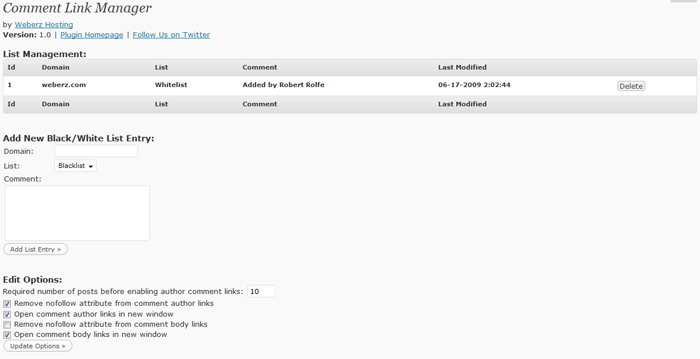 Comment Link Manager
by Weberz Hosting
Version: 1.0 | Plugin Homepage | Follow Us on Twitter
List Management:
Id Domain List Comment Last Modified
1 weberz.com Whitelist Added by Robert Rolfe 06-17-2009 2:02:44 Delete
Id Domain List Comment Last Modified
Add New Black/White List Entry:
Domain:
List: Blacklist
Comment:
Add List Entry »
Edit Options:
Required number of posts before enabling author comment links: 10
Remove nofollow attribute from comment author links
Open comment author links in new window
Remove nofollow attribute from comment body links
Open comment body links in new window
Update Options »